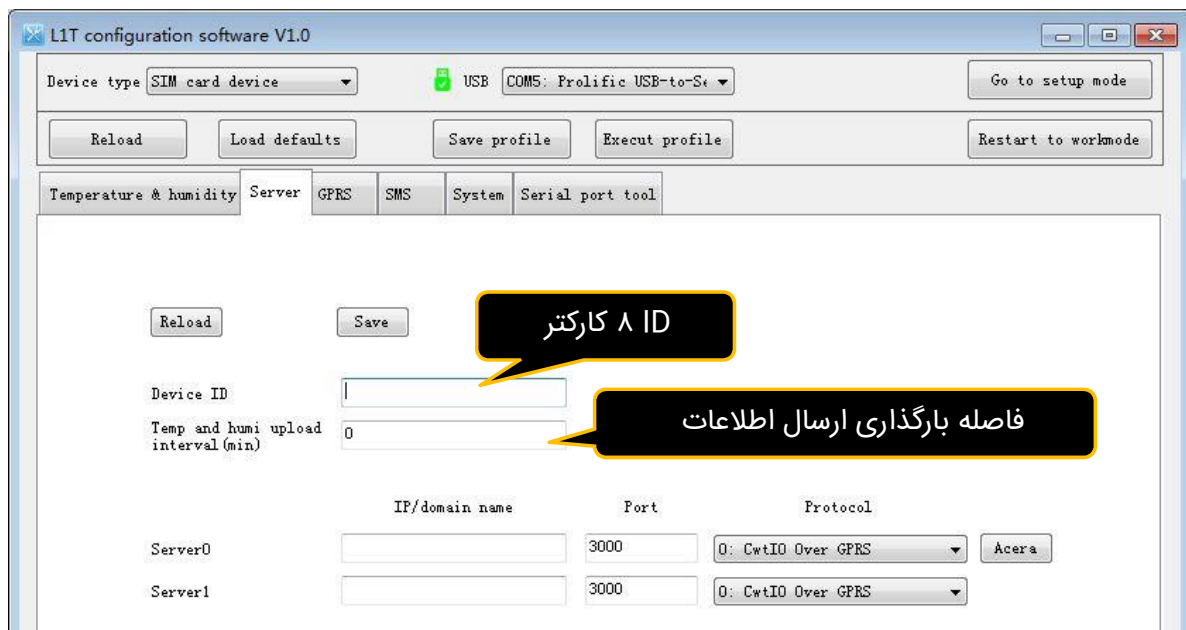 L1T configuration software V1.0
Device type SIM card device USB COM5: Prolific USB-to-Se Go to setup mode
Reload Load defaults Save profile Execut profile Restart to workmode
Temperature & humidity Server GPRS SMS System Serial port tool
Reload Save
ID ۸ کارکتر
Device ID
فاصله بارگذاری ارسال اطلاعات
Temp and humi upload
interval(min) 0
IP/domain name Port Protocol
Server0 3000 0: CwtIO Over GPRS Acera
Server1 3000 0: CwtIO Over GPRS